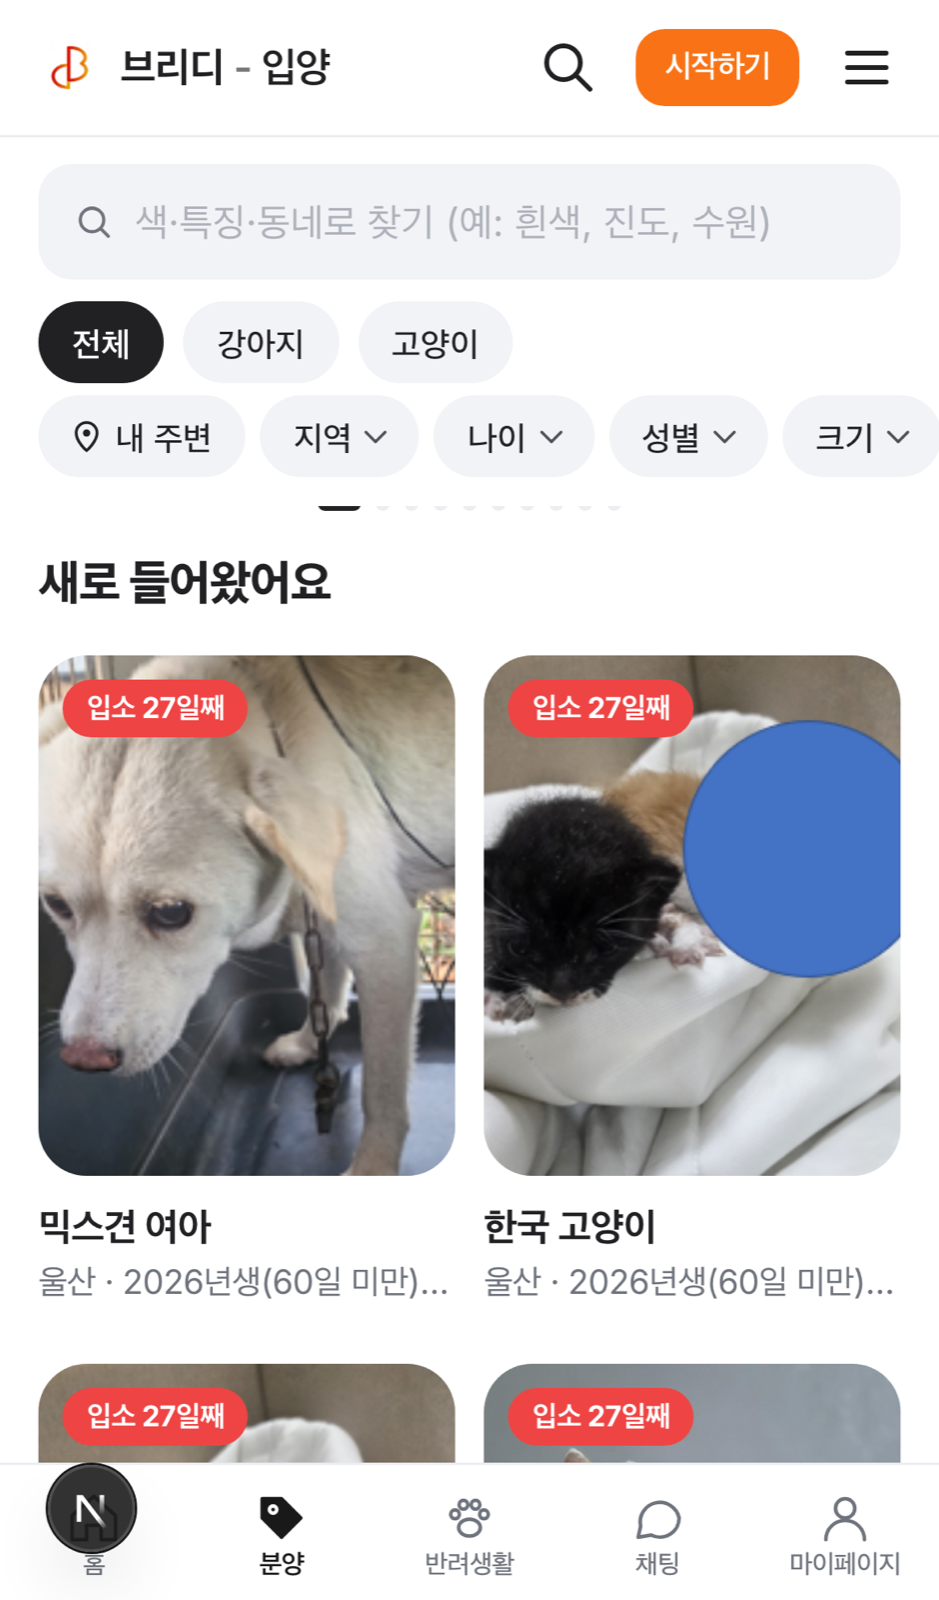 브리디 - 입양
시작하기
색·특징·동네로 찾기 (예: 흰색, 진도, 수원)
전체 강아지 고양이
내 주변 지역 나이 성별 크기
새로 들어왔어요
입소 27일째 입소 27일째
믹스견 여아 한국 고양이
울산 · 2026년생(60일 미만)... 울산 · 2026년생(60일 미만)...
입소 27일째 입소 27일째
N
홈 분양 반려생활 채팅 마이페이지